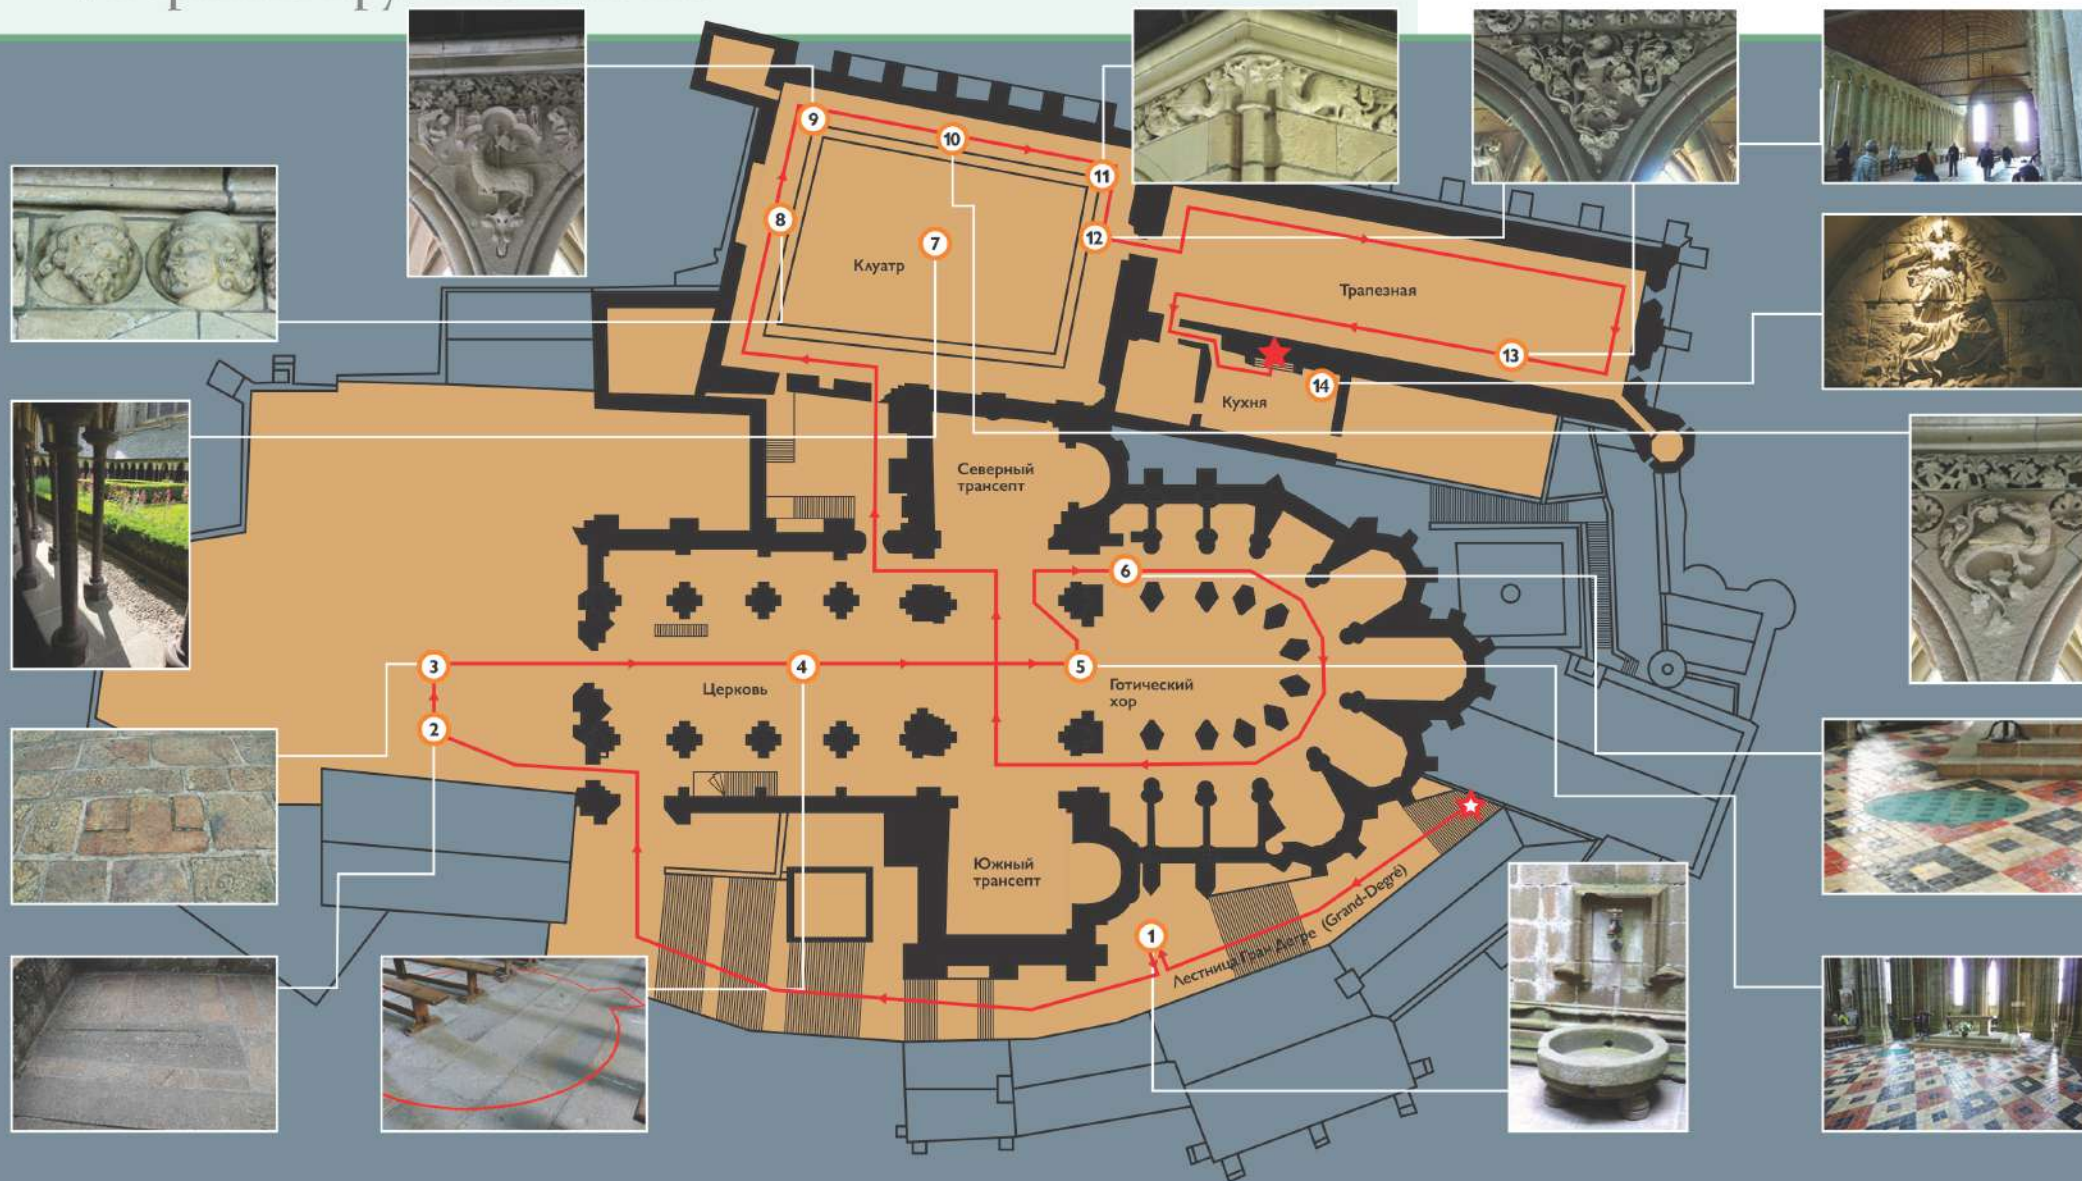 9
10
11
8
12
7
Клуатр
Трапезная
13
14
Кухня
Северный
трансепт
6
3
4
5
Церковь
Готический
хор
2
Южный
трансепт
1
Лестница Гран Дегре (Grand-Degrê)